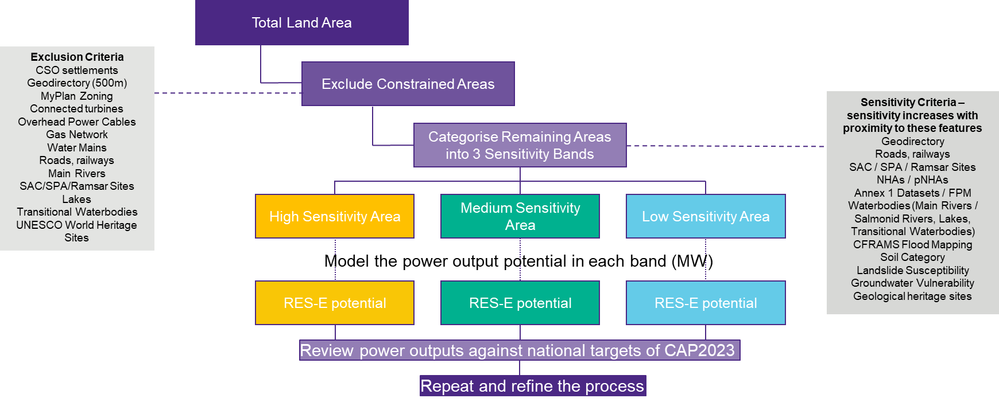 Total Land Area
Exclusion Criteria
CSO settlements
Geodirectory (500m)
MyPlan Zoning
Connected turbines
Overhead Power Cables
Gas Network
Water Mains
Roads, railways
Main Rivers
SAC/SPA/Ramsar Sites
Lakes
Transitional Waterbodies
UNESCO World Heritage
Sites
Exclude Constrained Areas
Categorise Remaining Areas
into 3 Sensitivity Bands
Sensitivity Criteria –
sensitivity increases with
proximity to these features
Geodirectory
Roads, railways
SAC / SPA / Ramsar Sites
NHAs / pNHAs
Annex 1 Datasets / FPM
Waterbodies (Main Rivers /
Salmonid Rivers, Lakes,
Transitional Waterbodies)
CFRAMS Flood Mapping
Soil Category
Landslide Susceptibility
Groundwater Vulnerability
Geological heritage sites
High Sensitivity Area
Medium Sensitivity
Area
Low Sensitivity Area
Model the power output potential in each band (MW)
RES-E potential
RES-E potential
RES-E potential
Review power outputs against national targets of CAP2023
Repeat and refine the process